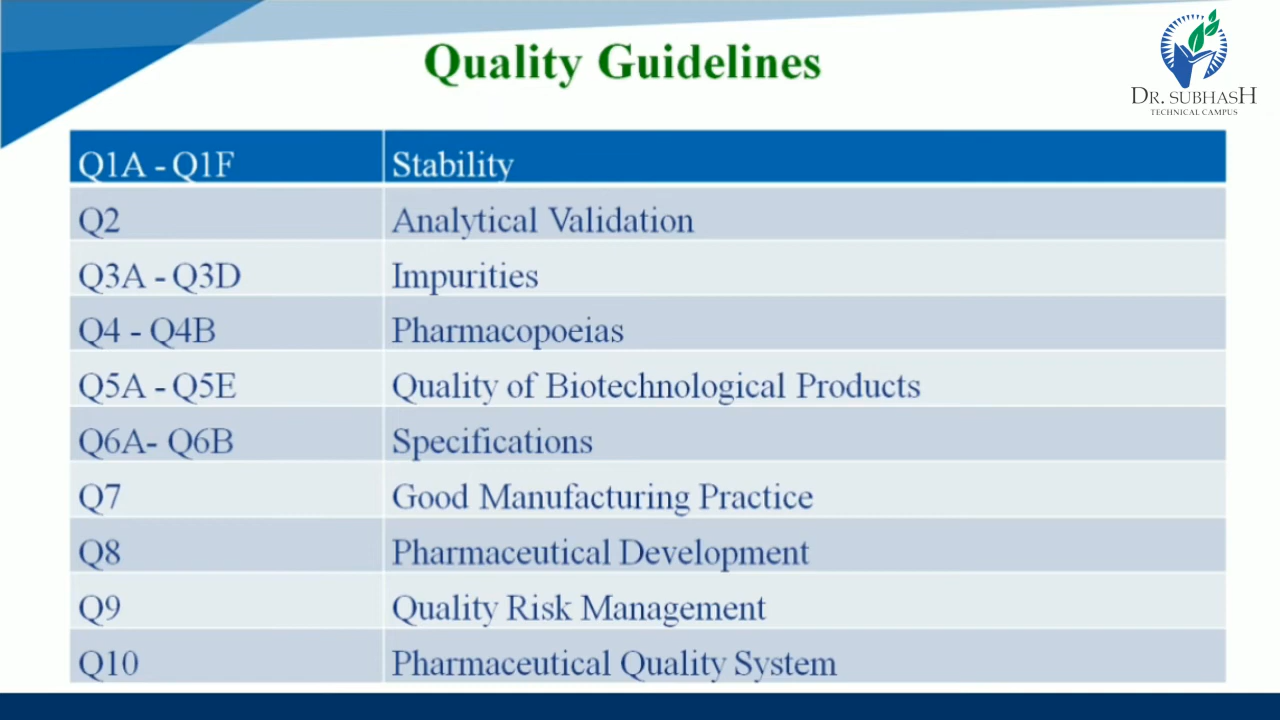 Quality Guidelines
DR. SUBHASH
TECHNICAL CAMPUS
Q1A - Q1F Stability
Q2 Analytical Validation
Q3A - Q3D Impurities
Q4 - Q4B Pharmacopoeias
Q5A - Q5E Quality of Biotechnological Products
Q6A- Q6B Specifications
Q7 Good Manufacturing Practice
Q8 Pharmaceutical Development
Q9 Quality Risk Management
Q10 Pharmaceutical Quality System